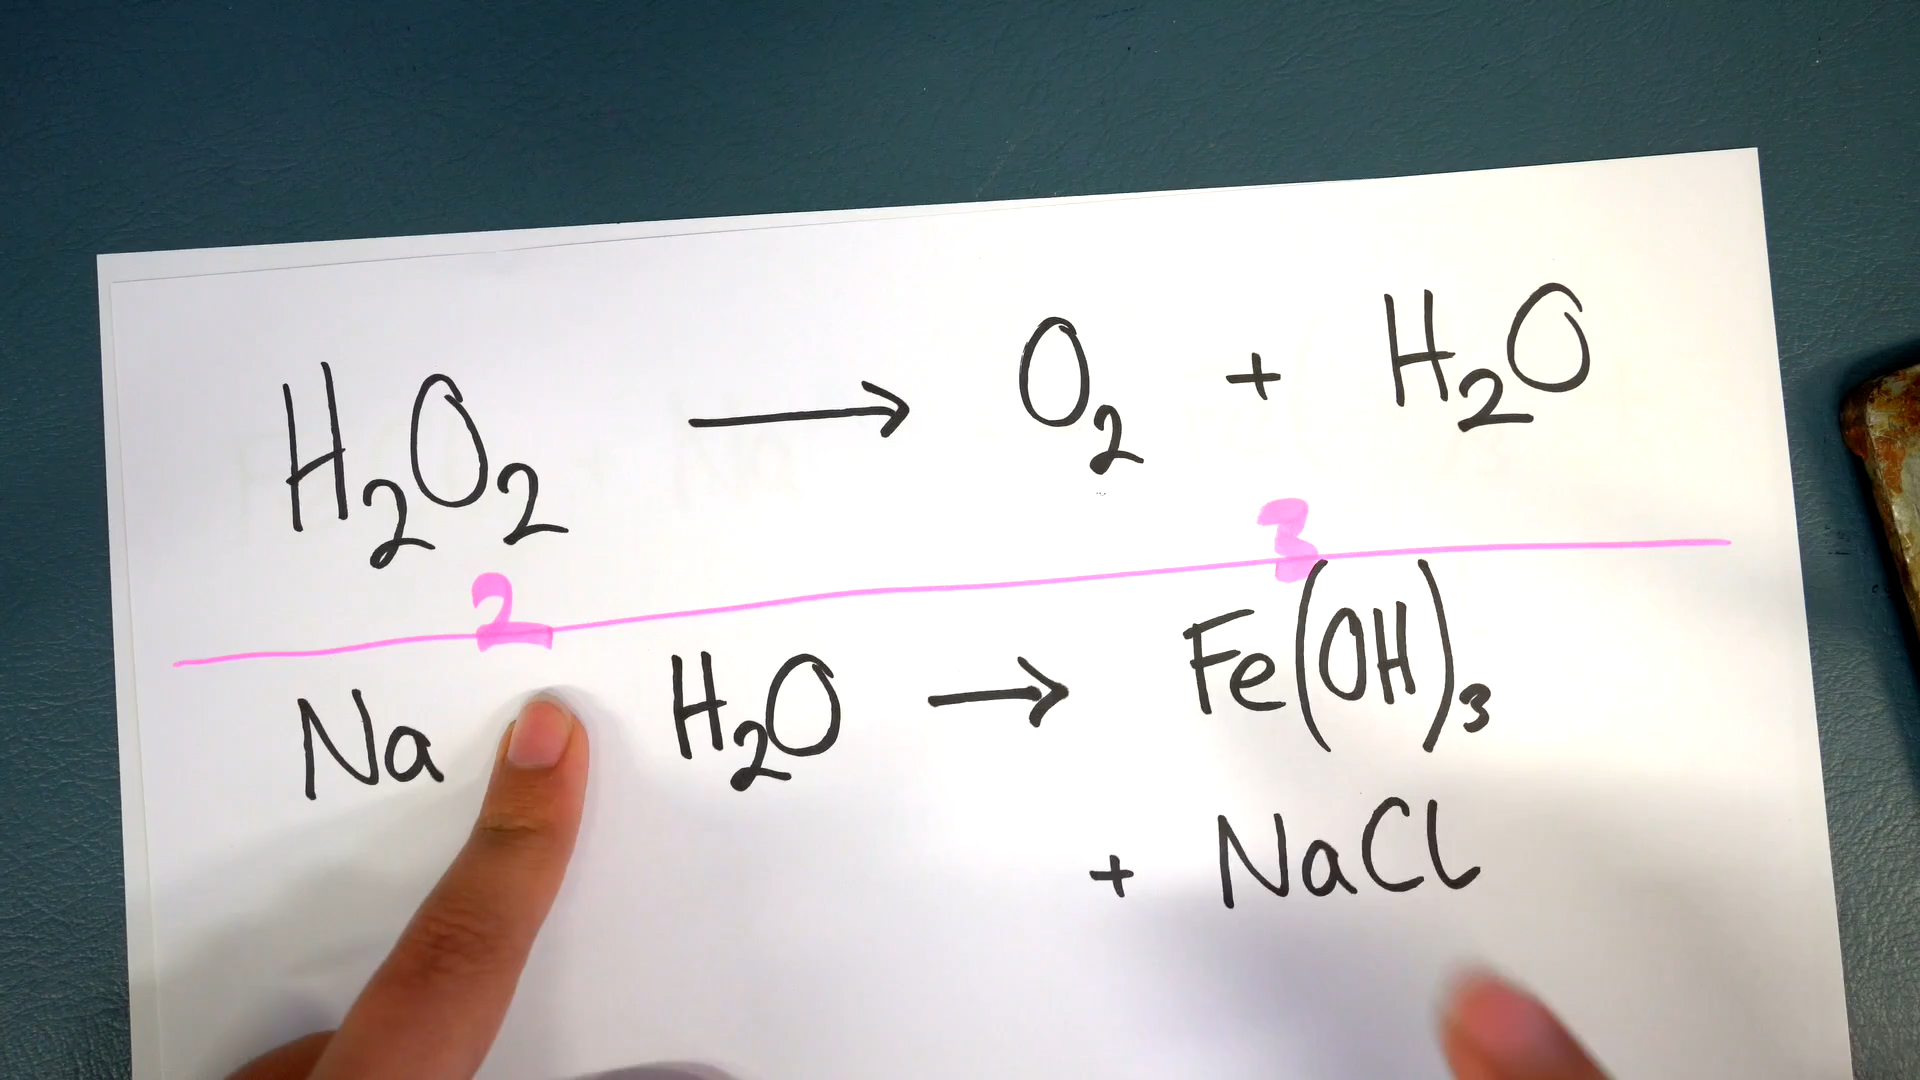 H₂O₂ → O₂ + H₂O
2 3
Na H₂O → Fe(OH)₃
+ NaCl